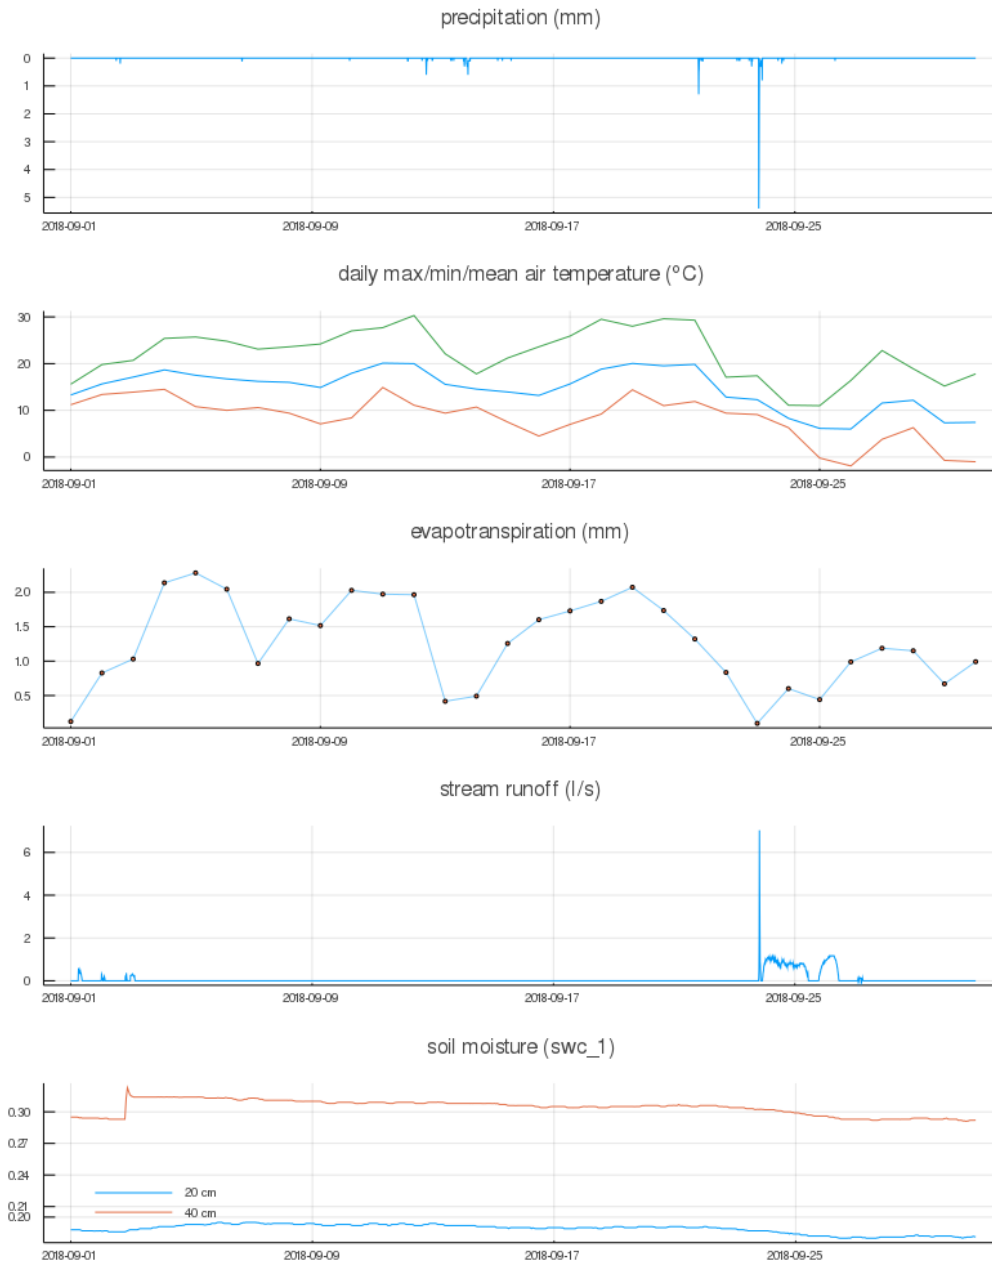 precipitation (mm)
0
1
2
3
4
5
2018-09-01 2018-09-09 2018-09-17 2018-09-25
daily max/min/mean air temperature (ºC)
30
20
10
0
2018-09-01 2018-09-09 2018-09-17 2018-09-25
evapotranspiration (mm)
2.0
1.5
1.0
0.5
2018-09-01 2018-09-09 2018-09-17 2018-09-25
stream runoff (l/s)
6
4
2
0
2018-09-01 2018-09-09 2018-09-17 2018-09-25
soil moisture (swc_1)
0.30
0.27
0.24
0.21
0.20
20 cm
40 cm
2018-09-01 2018-09-09 2018-09-17 2018-09-25